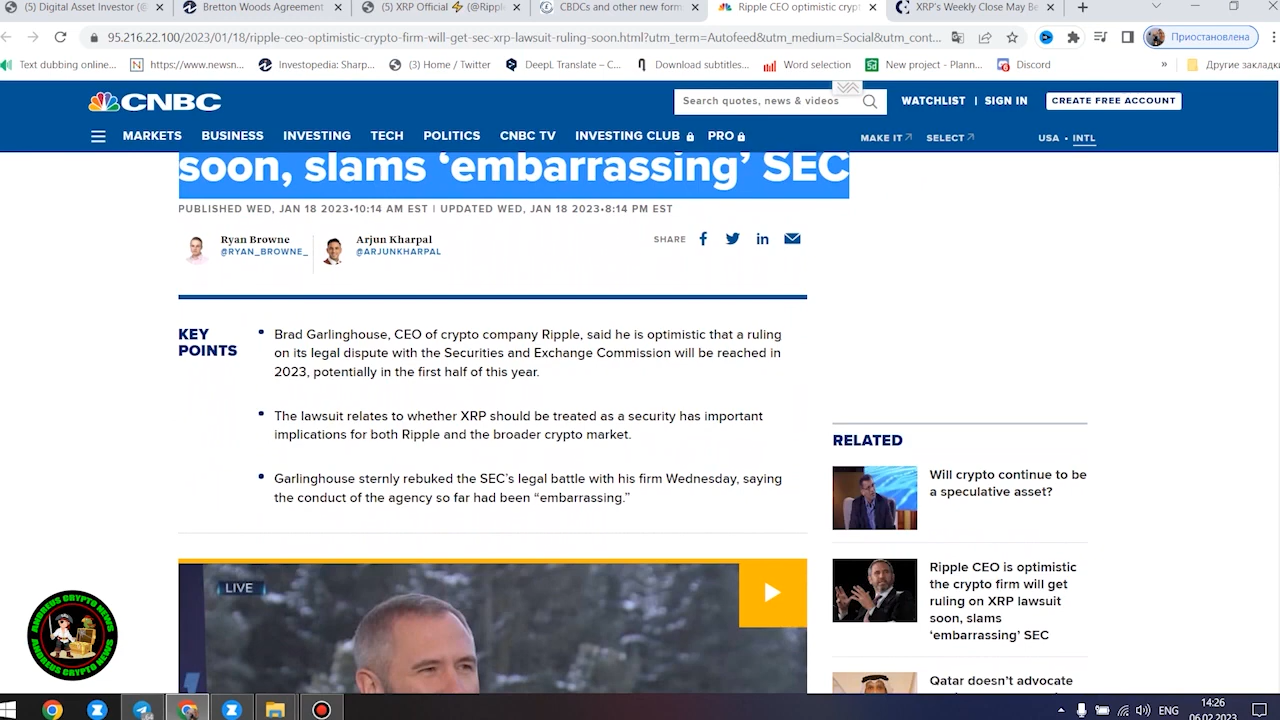 (5) Digital Asset Investor (@
Bretton Woods Agreement
(5) XRP Official ⚡ (@Rippl
CBDCs and other new form
Ripple CEO optimistic crypt
XRP's Weekly Close May Be
95.216.22.100/2023/01/18/ripple-ceo-optimistic-crypto-firm-will-get-sec-xrp-lawsuit-ruling-soon.html?utm_term=Autofeed&utm_medium=Social&utm_cont...
Приостановлена
Text dubbing online...
https://www.newsn...
Investopedia: Sharp...
(3) Home / Twitter
DeepL Translate – C...
Download subtitles...
Word selection
New project - Plann...
Discord
»
Другие закладки
CNBC
Search quotes, news & videos
WATCHLIST | SIGN IN
CREATE FREE ACCOUNT
MARKETS BUSINESS INVESTING TECH POLITICS CNBC TV INVESTING CLUB PRO
MAKE IT SELECT
USA • INTL
soon, slams ‘embarrassing’ SEC
PUBLISHED WED, JAN 18 2023•10:14 AM EST | UPDATED WED, JAN 18 2023•8:14 PM EST
Ryan Browne
@RYAN_BROWNE_
Arjun Kharpal
@ARJUNKHARPAL
SHARE
KEY
POINTS
Brad Garlinghouse, CEO of crypto company Ripple, said he is optimistic that a ruling
on its legal dispute with the Securities and Exchange Commission will be reached in
2023, potentially in the first half of this year.
The lawsuit relates to whether XRP should be treated as a security has important
implications for both Ripple and the broader crypto market.
Garlinghouse sternly rebuked the SEC’s legal battle with his firm Wednesday, saying
the conduct of the agency so far had been “embarrassing.”
LIVE
RELATED
Will crypto continue to be
a speculative asset?
Ripple CEO is optimistic
the crypto firm will get
ruling on XRP lawsuit
soon, slams
‘embarrassing’ SEC
Qatar doesn’t advocate
ANDREUS CRYPTO NEWS
ANDREUS CRYPTO NEWS
ENG
14:26
06.02.2023